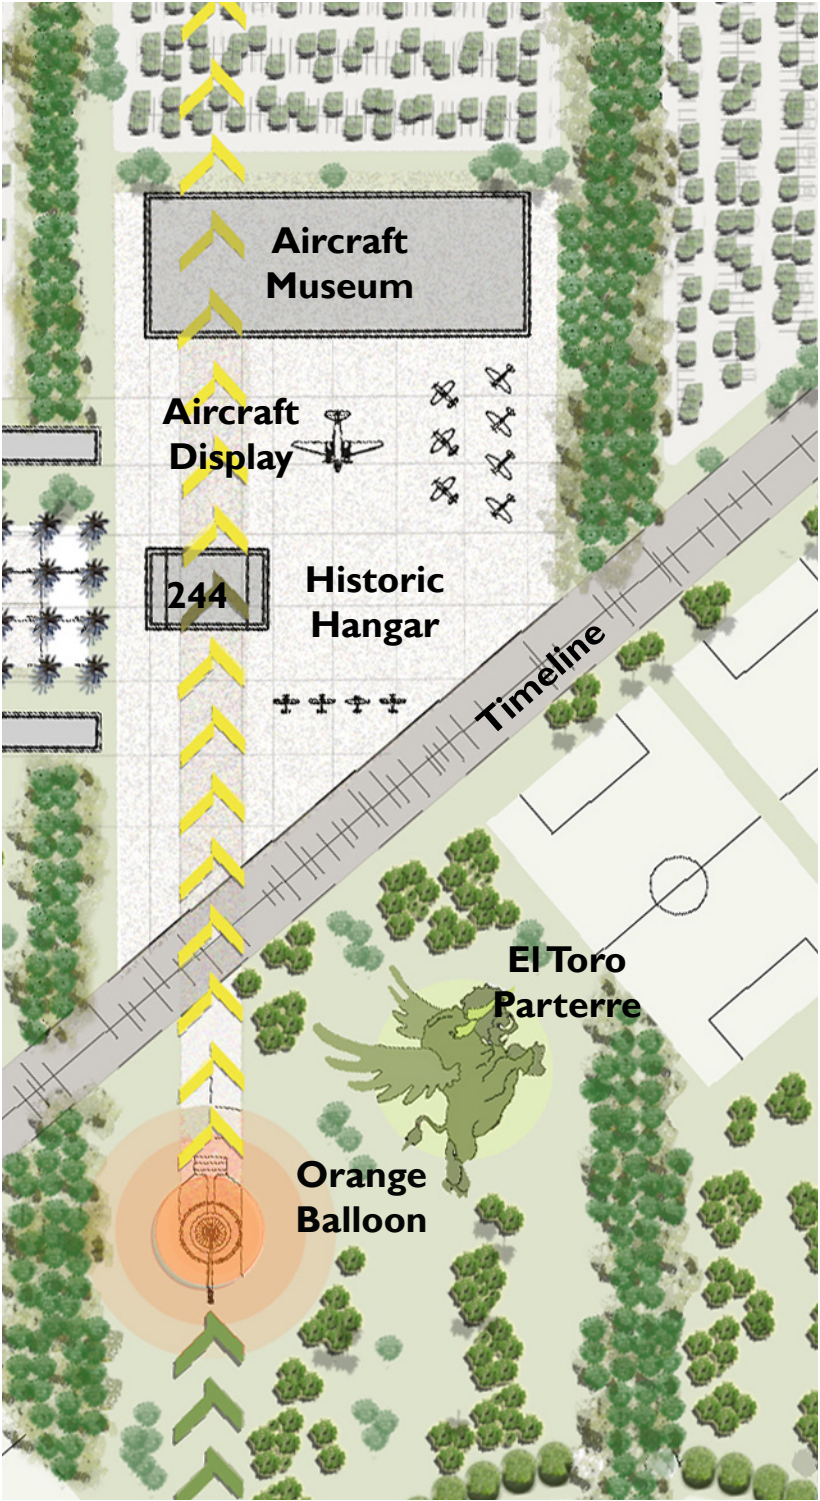 Aircraft
Museum
Aircraft
Display
244
Historic
Hangar
Timeline
El Toro
Parterre
Orange
Balloon